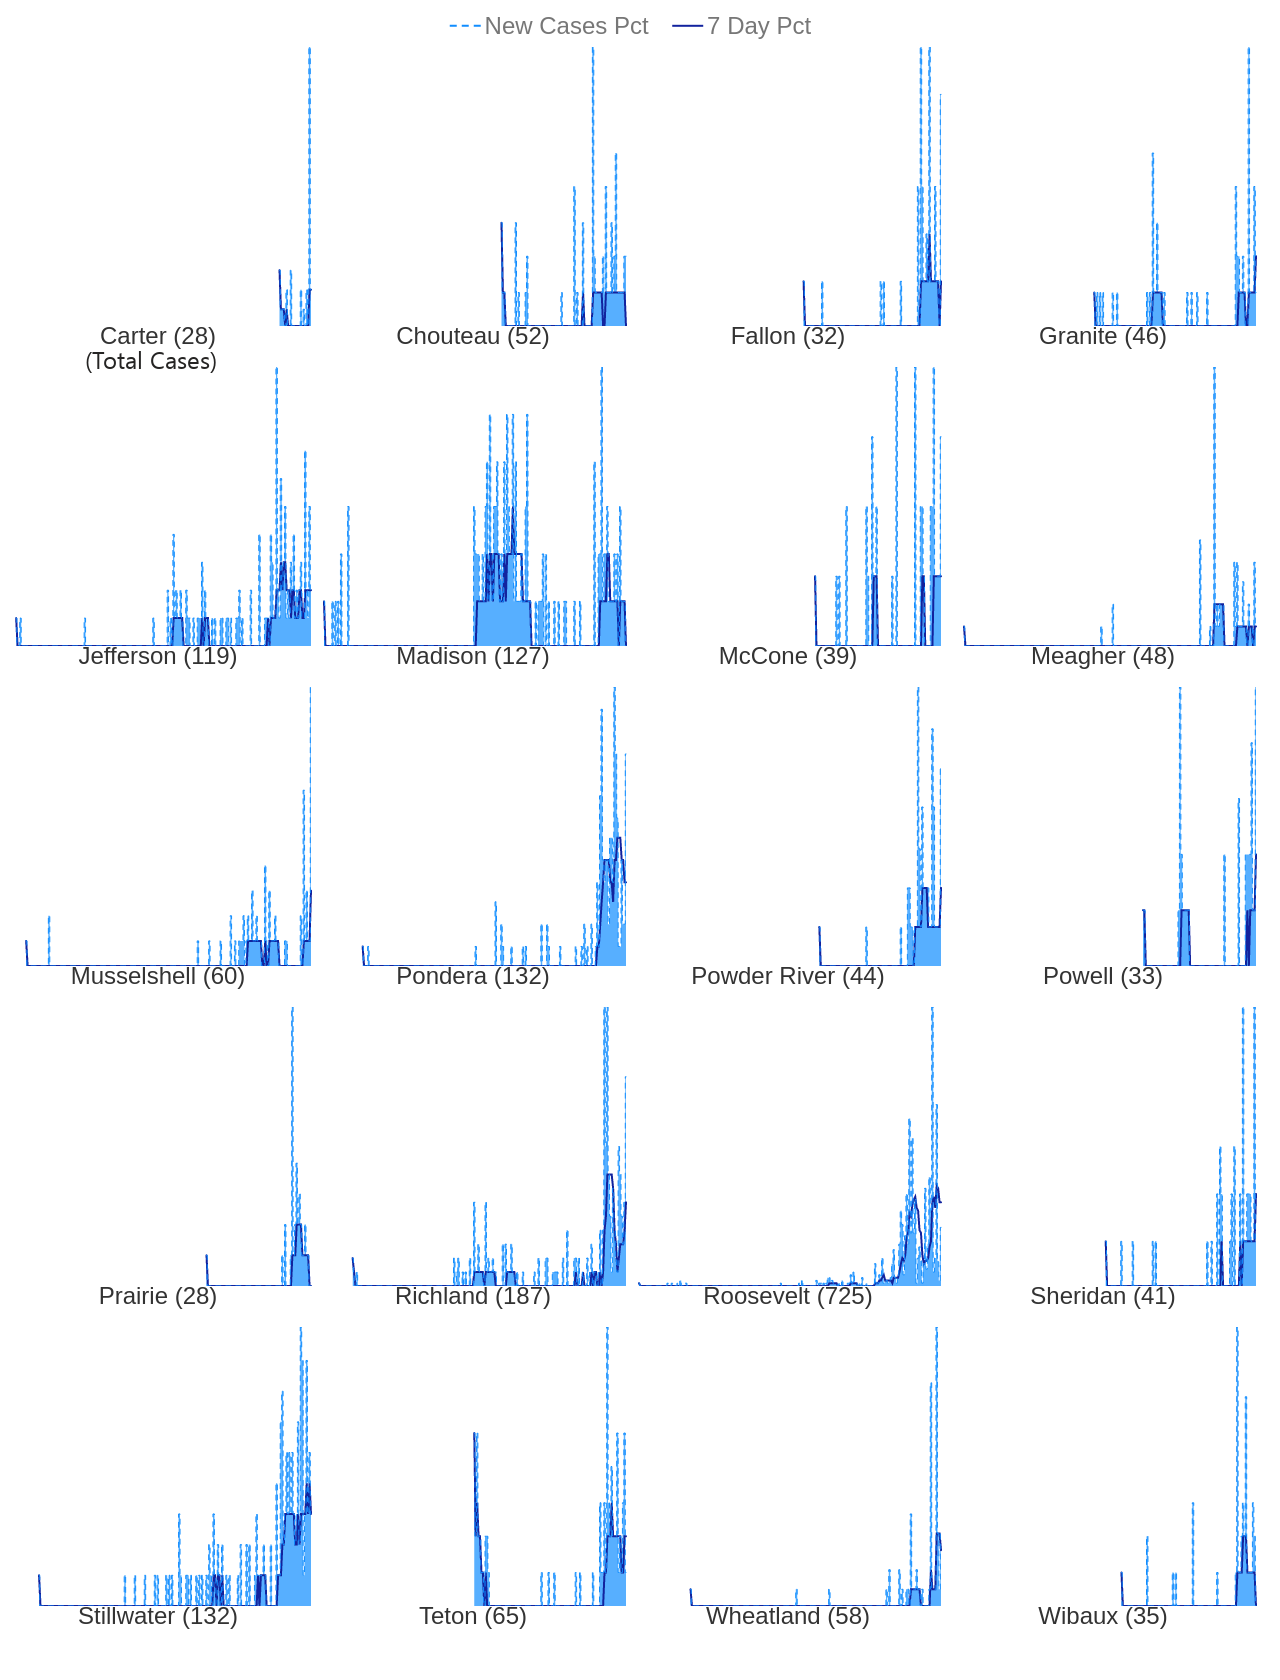 New Cases Pct 7 Day Pct
Carter (28) Chouteau (52) Fallon (32) Granite (46)
(Total Cases)
Jefferson (119) Madison (127) McCone (39) Meagher (48)
Musselshell (60) Pondera (132) Powder River (44) Powell (33)
Prairie (28) Richland (187) Roosevelt (725) Sheridan (41)
Stillwater (132) Teton (65) Wheatland (58) Wibaux (35)